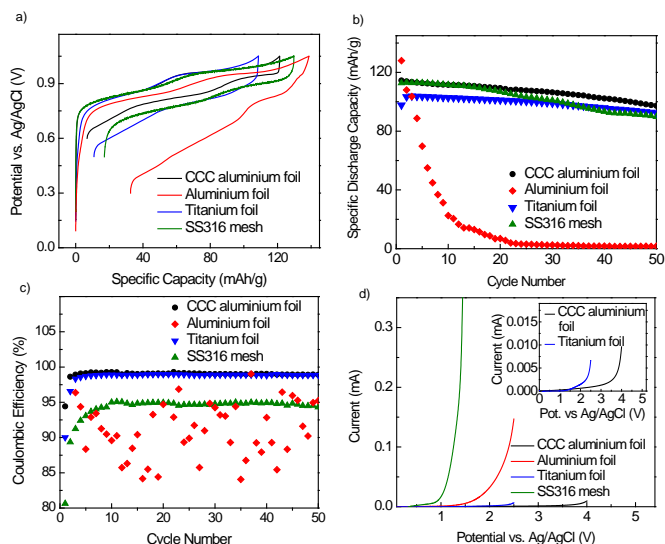 a)
Potential vs. Ag/AgCl (V)
1.2
0.9
0.6
0.3
0.0
CCC aluminium foil
Aluminium foil
Titanium foil
SS316 mesh
0 40 80 120
Specific Capacity (mAh/g)
b)
Specific Discharge Capacity (mAh/g)
160
120
80
40
0
CCC aluminium foil
Aluminium foil
Titanium foil
SS316 mesh
0 10 20 30 40 50
Cycle Number
c)
Coulombic Efficiency (%)
105
100
95
90
85
80
CCC aluminium foil
Aluminium foil
Titanium foil
SS316 mesh
0 10 20 30 40 50
Cycle Number
d)
Current (mA)
0.3
0.2
0.1
0.0
Current (mA)
0.015
0.010
0.005
0.000
CCC aluminium
foil
Titanium foil
0 1 2 3 4 5
Pot. vs Ag/AgCl (V)
CCC aluminium foil
Aluminium foil
Titanium foil
SS316 mesh
1 2 3 4 5
Potential vs. Ag/AgCl (V)